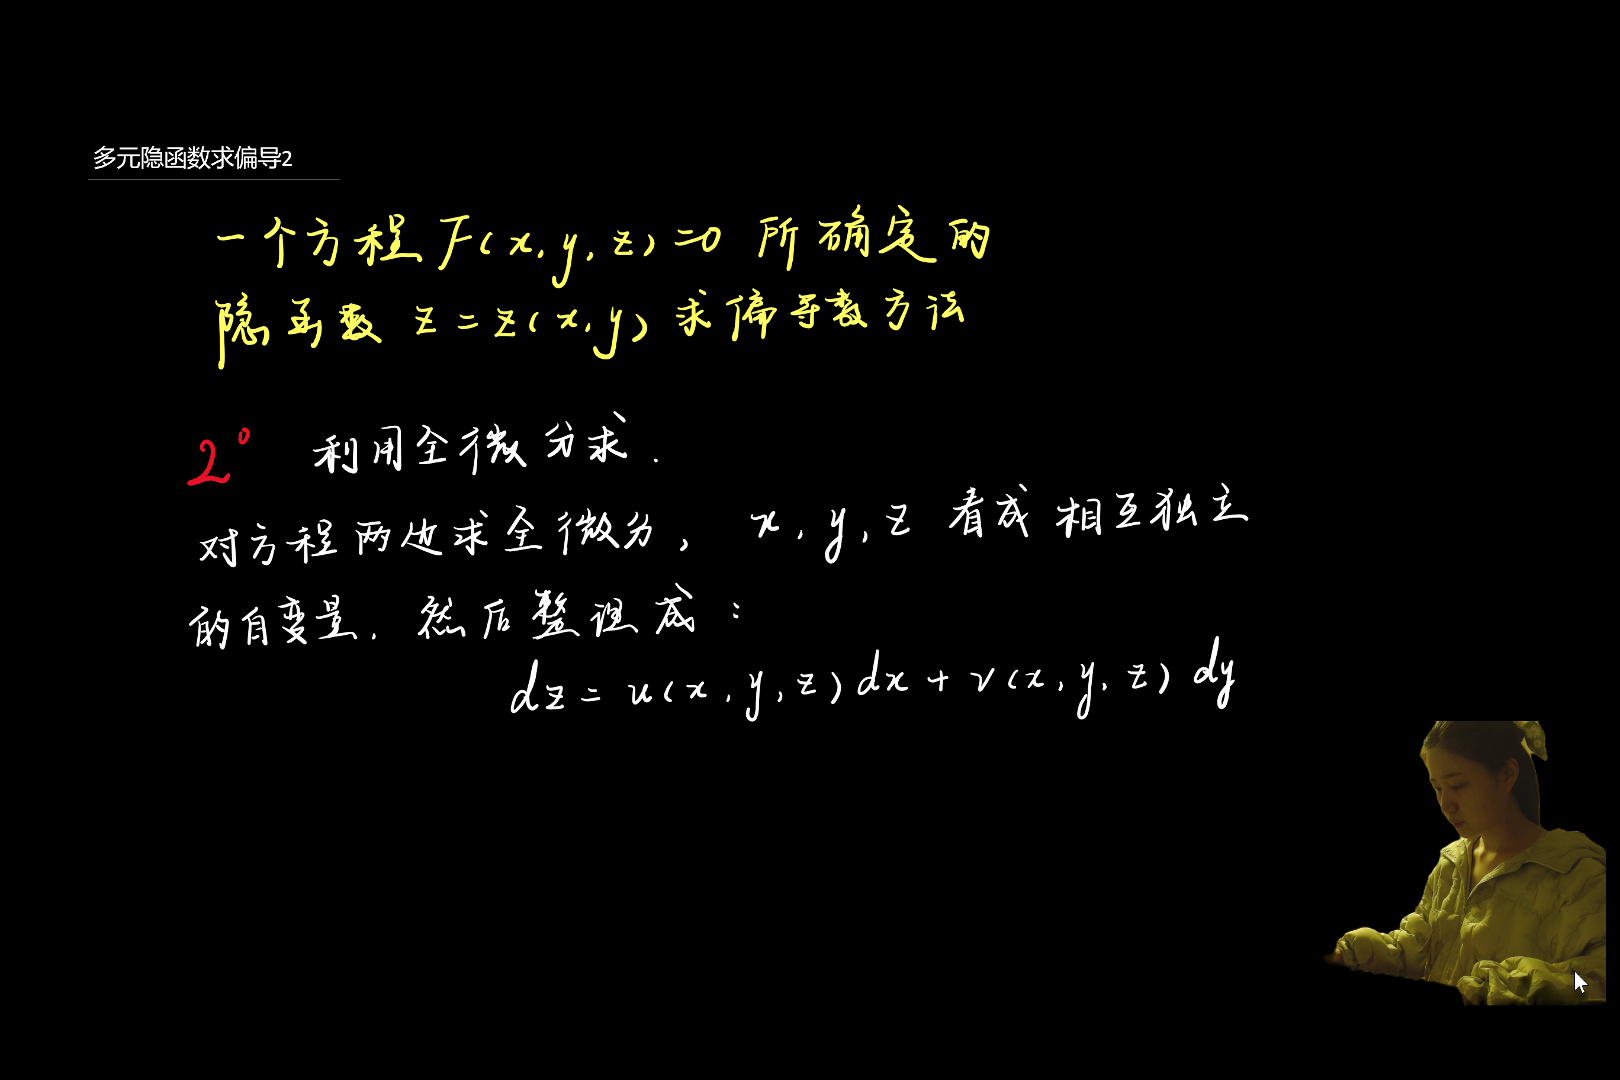 多元隐函数求偏导2
一个方程 F(x,y,z)=0 所确定的
隐函数 z=z(x,y) 求偏导数方法
2° 利用全微分求.
对方程两边求全微分, x,y,z 看成相互独立
的自变量. 然后整理成:
dz=u(x,y,z)dx+v(x,y,z)dy